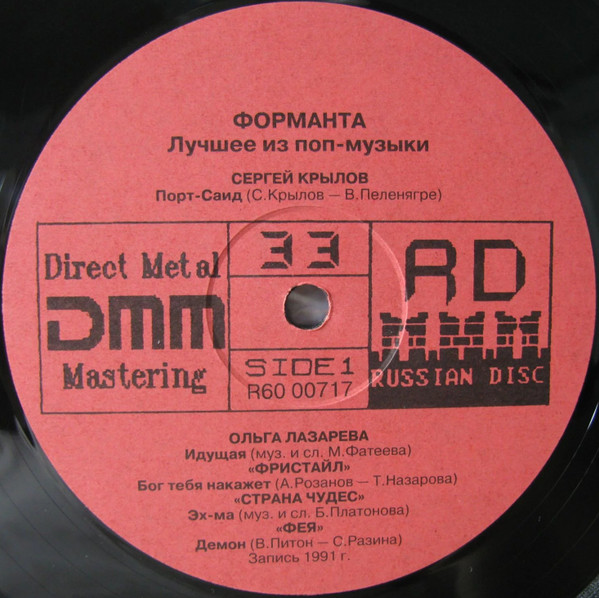 ФОРМАНТА
Лучшее из поп-музыки
СЕРГЕЙ КРЫЛОВ
Порт-Саид (С.Крылов – В.Пеленягре)
Direct Metal
DMM
Mastering
33
SIDE 1
R60 00717
RD
RUSSIAN DISC
ОЛЬГА ЛАЗАРЕВА
Идущая (муз. и сл. М.Фатеева)
«ФРИСТАЙЛ»
Бог тебя накажет (А.Розанов – Т.Назарова)
«СТРАНА ЧУДЕС»
Эх-ма (муз. и сл. Б.Платонова)
«ФЕЯ»
Демон (В.Питон – С.Разина)
Запись 1991 г.